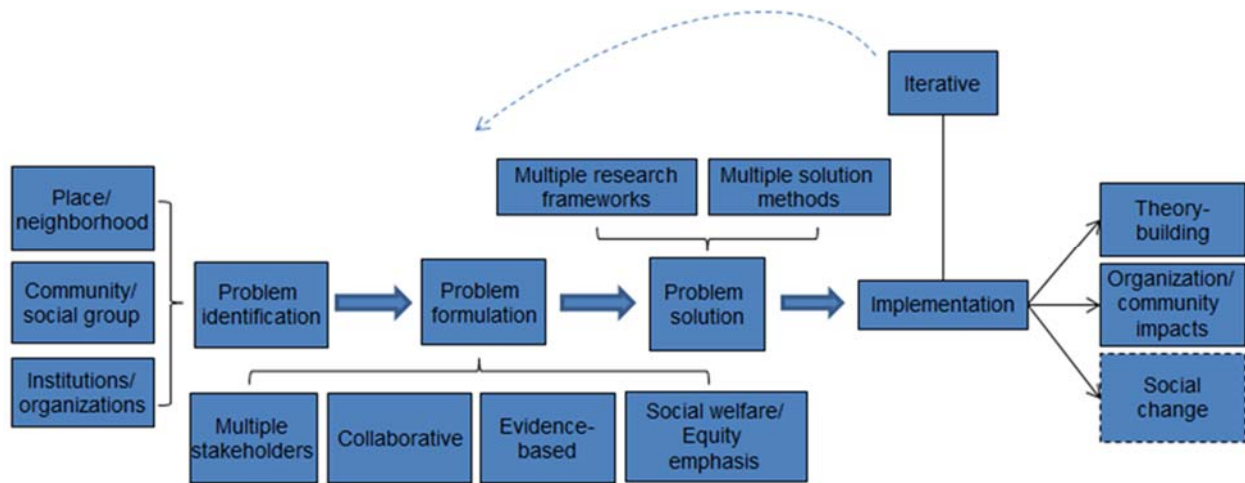 Iterative
Multiple research
frameworks
Multiple solution
methods
Place/
neighborhood
Community/
social group
Institutions/
organizations
Problem
identification
Problem
formulation
Problem
solution
Implementation
Theory-
building
Organization/
community
impacts
Social
change
Multiple
stakeholders
Collaborative
Evidence-
based
Social welfare/
Equity
emphasis